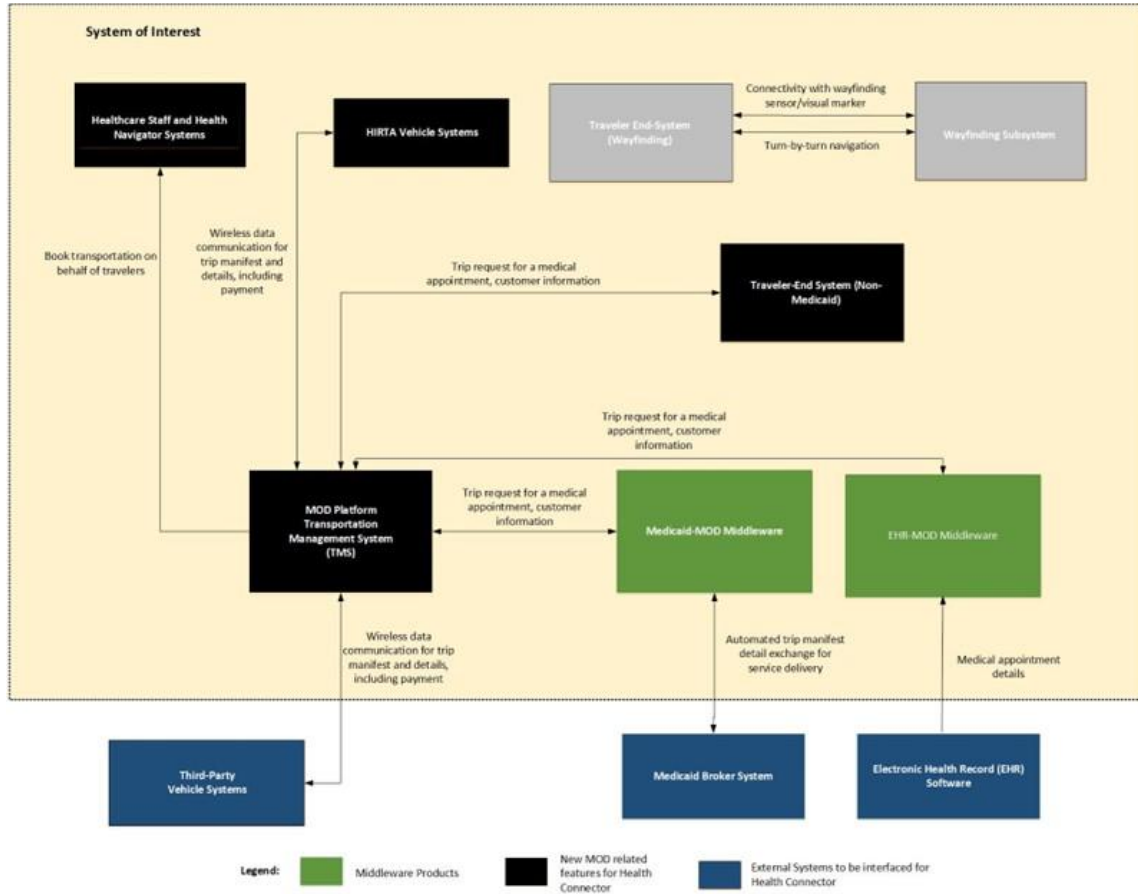 System of Interest
Healthcare Staff and Health
Navigator Systems
HIRTA Vehicle Systems
Traveler End-System
(Wayfinding)
Connectivity with wayfinding
sensor/visual marker
Turn-by-turn navigation
Wayfinding Subsystem
Book transportation on
behalf of travelers
Wireless data
communication for
trip manifest and
details, including
payment
Trip request for a medical
appointment, customer information
Traveler-End System (Non-
Medicaid)
Trip request for a medical
appointment, customer
information
MOD Platform
Transportation
Management System
(TMS)
Trip request for a medical
appointment, customer
information
Medicaid-MOD Middleware
EHR-MOD Middleware
Wireless data
communication for trip
manifest and details,
including payment
Automated trip manifest
detail exchange for
service delivery
Medical appointment
details
Third-Party
Vehicle Systems
Medicaid Broker System
Electronic Health Record (EHR)
Software
Legend:
Middleware Products
New MOD related
features for Health
Connector
External Systems to be interfaced for
Health Connector